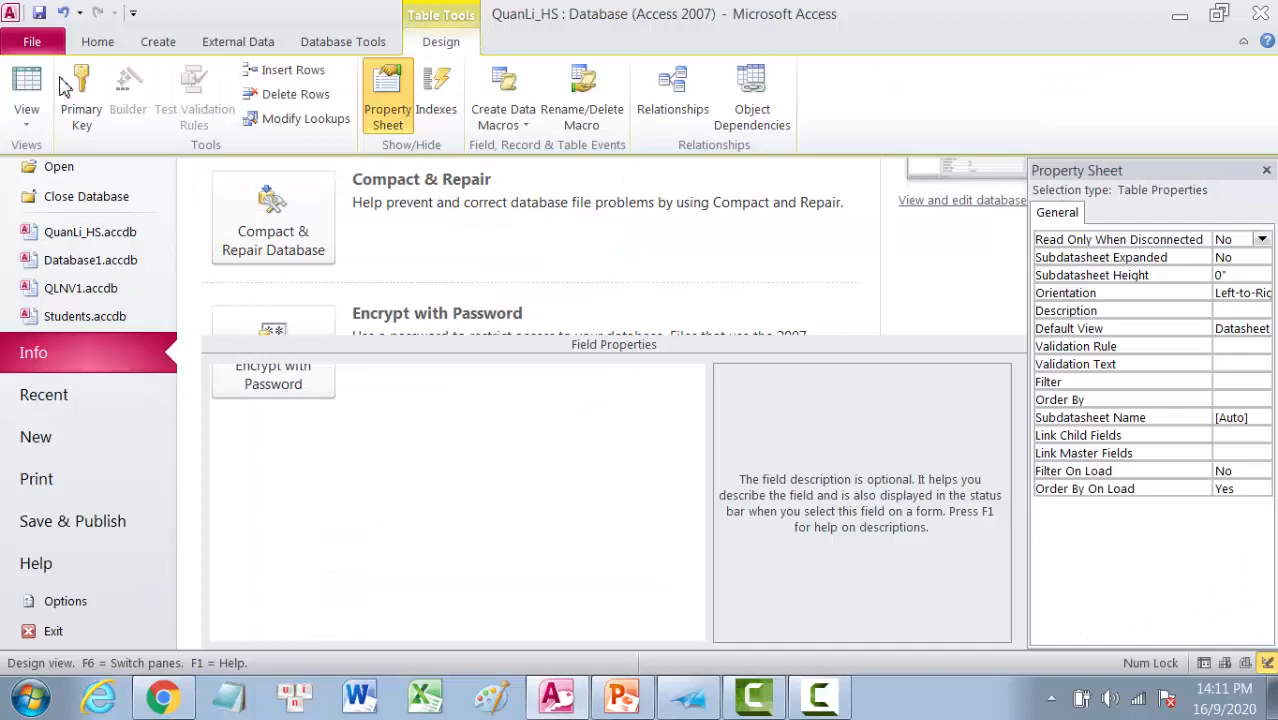 Table Tools
QuanLi_HS : Database (Access 2007) - Microsoft Access
File
Home
Create
External Data
Database Tools
Design
View
Primary
Key
Builder
Test Validation
Rules
Insert Rows
Delete Rows
Modify Lookups
Property
Sheet
Indexes
Create Data
Macros
Rename/Delete
Macro
Relationships
Object
Dependencies
Views
Tools
Show/Hide
Field, Record & Table Events
Relationships
Open
Close Database
QuanLi_HS.accdb
Database1.accdb
QLNV1.accdb
Students.accdb
Info
Recent
New
Print
Save & Publish
Help
Options
Exit
Compact &
Repair Database
Compact & Repair
Help prevent and correct database file problems by using Compact and Repair.
View and edit database
Encrypt with Password
Field Properties
Encrypt with
Password
The field description is optional. It helps you
describe the field and is also displayed in the status
bar when you select this field on a form. Press F1
for help on descriptions.
Property Sheet
Selection type: Table Properties
General
Read Only When Disconnected No
Subdatasheet Expanded No
Subdatasheet Height 0"
Orientation Left-to-Ric
Description
Default View Datasheet
Validation Rule
Validation Text
Filter
Order By
Subdatasheet Name [Auto]
Link Child Fields
Link Master Fields
Filter On Load No
Order By On Load Yes
Design view. F6 = Switch panes. F1 = Help.
Num Lock
14:11 PM
16/9/2020